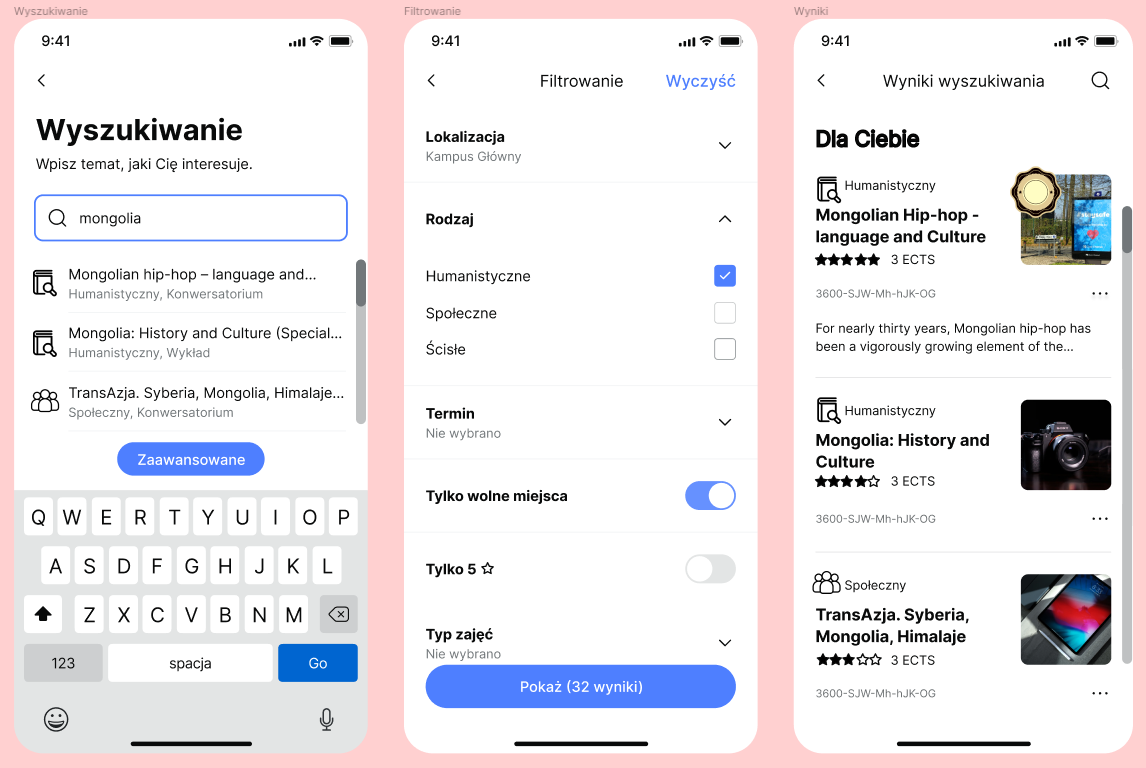 Wyszukiwanie
9:41
Wyszukiwanie
Wpisz temat, jaki Cię interesuje.
mongolia
Mongolian hip-hop – language and...
Humanistyczny, Konwersatorium
Mongolia: History and Culture (Special...
Humanistyczny, Wykład
TransAzja. Syberia, Mongolia, Himalaje...
Społeczny, Konwersatorium
Zaawansowane
Q W E R T Y U I O P
A S D F G H J K L
Z X C V B N M
123 spacja Go
Filtrowanie
9:41
Filtrowanie Wyczyść
Lokalizacja
Kampus Główny
Rodzaj
Humanistyczne
Społeczne
Ścisłe
Termin
Nie wybrano
Tylko wolne miejsca
Tylko 5
Typ zajęć
Nie wybrano
Pokaż (32 wyniki)
Wyniki
9:41
Wyniki wyszukiwania
Dla Ciebie
Humanistyczny
Mongolian Hip-hop -
language and Culture
3 ECTS
3600-SJW-Mh-hJK-OG
For nearly thirty years, Mongolian hip-hop has
been a vigorously growing element of the...
Humanistyczny
Mongolia: History and
Culture
3 ECTS
3600-SJW-Mh-hJK-OG
Społeczny
TransAzja. Syberia,
Mongolia, Himalaje
3 ECTS
3600-SJW-Mh-hJK-OG